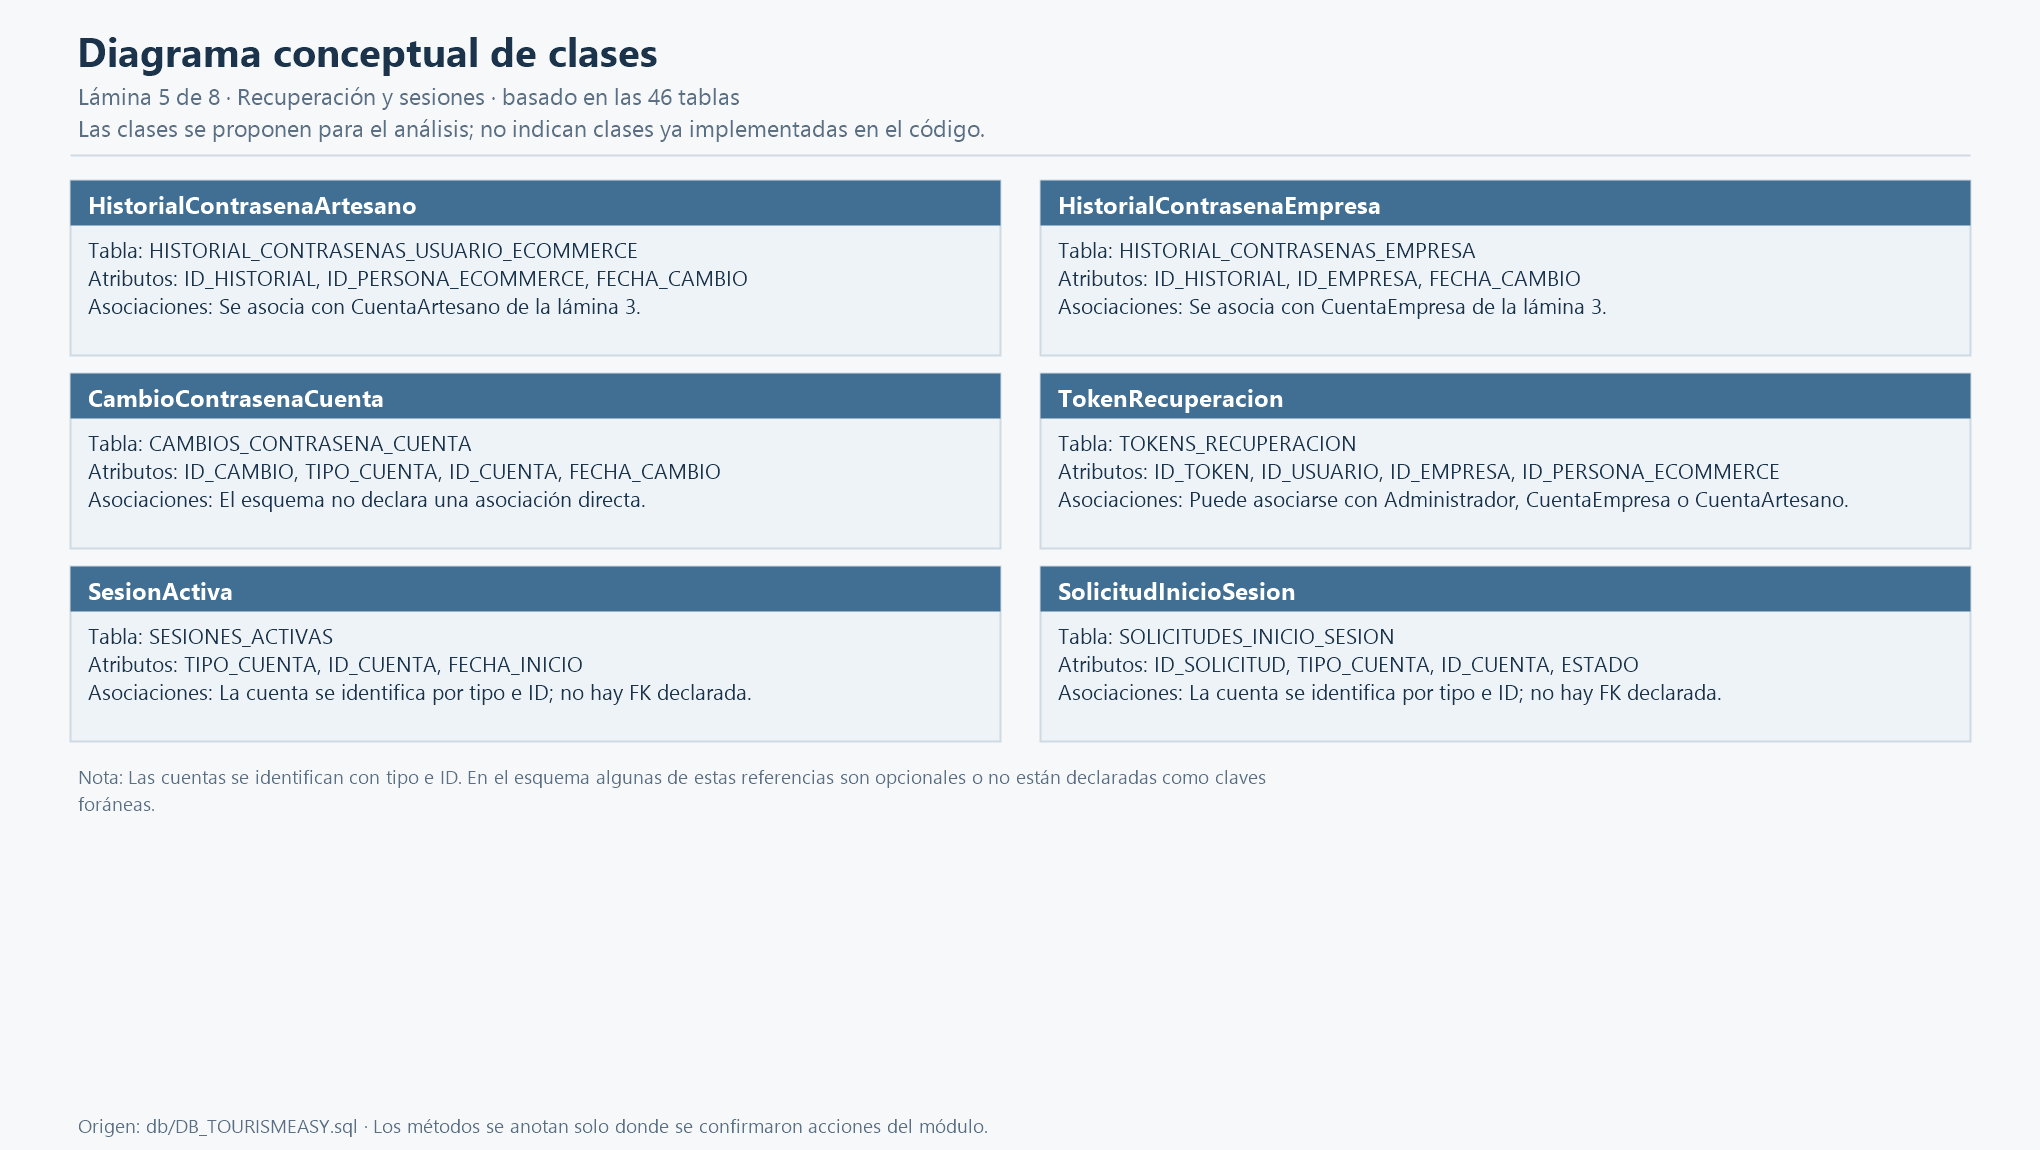 Diagrama conceptual de clases
Lámina 5 de 8 · Recuperación y sesiones · basado en las 46 tablas
Las clases se proponen para el análisis; no indican clases ya implementadas en el código.
HistorialContrasenaArtesano
Tabla: HISTORIAL_CONTRASENAS_USUARIO_ECOMMERCE
Atributos: ID_HISTORIAL, ID_PERSONA_ECOMMERCE, FECHA_CAMBIO
Asociaciones: Se asocia con CuentaArtesano de la lámina 3.
HistorialContrasenaEmpresa
Tabla: HISTORIAL_CONTRASENAS_EMPRESA
Atributos: ID_HISTORIAL, ID_EMPRESA, FECHA_CAMBIO
Asociaciones: Se asocia con CuentaEmpresa de la lámina 3.
CambioContrasenaCuenta
Tabla: CAMBIOS_CONTRASENA_CUENTA
Atributos: ID_CAMBIO, TIPO_CUENTA, ID_CUENTA, FECHA_CAMBIO
Asociaciones: El esquema no declara una asociación directa.
TokenRecuperacion
Tabla: TOKENS_RECUPERACION
Atributos: ID_TOKEN, ID_USUARIO, ID_EMPRESA, ID_PERSONA_ECOMMERCE
Asociaciones: Puede asociarse con Administrador, CuentaEmpresa o CuentaArtesano.
SesionActiva
Tabla: SESIONES_ACTIVAS
Atributos: TIPO_CUENTA, ID_CUENTA, FECHA_INICIO
Asociaciones: La cuenta se identifica por tipo e ID; no hay FK declarada.
SolicitudInicioSesion
Tabla: SOLICITUDES_INICIO_SESION
Atributos: ID_SOLICITUD, TIPO_CUENTA, ID_CUENTA, ESTADO
Asociaciones: La cuenta se identifica por tipo e ID; no hay FK declarada.
Nota: Las cuentas se identifican con tipo e ID. En el esquema algunas de estas referencias son opcionales o no están declaradas como claves
foráneas.
Origen: db/DB_TOURISMEASY.sql · Los métodos se anotan solo donde se confirmaron acciones del módulo.